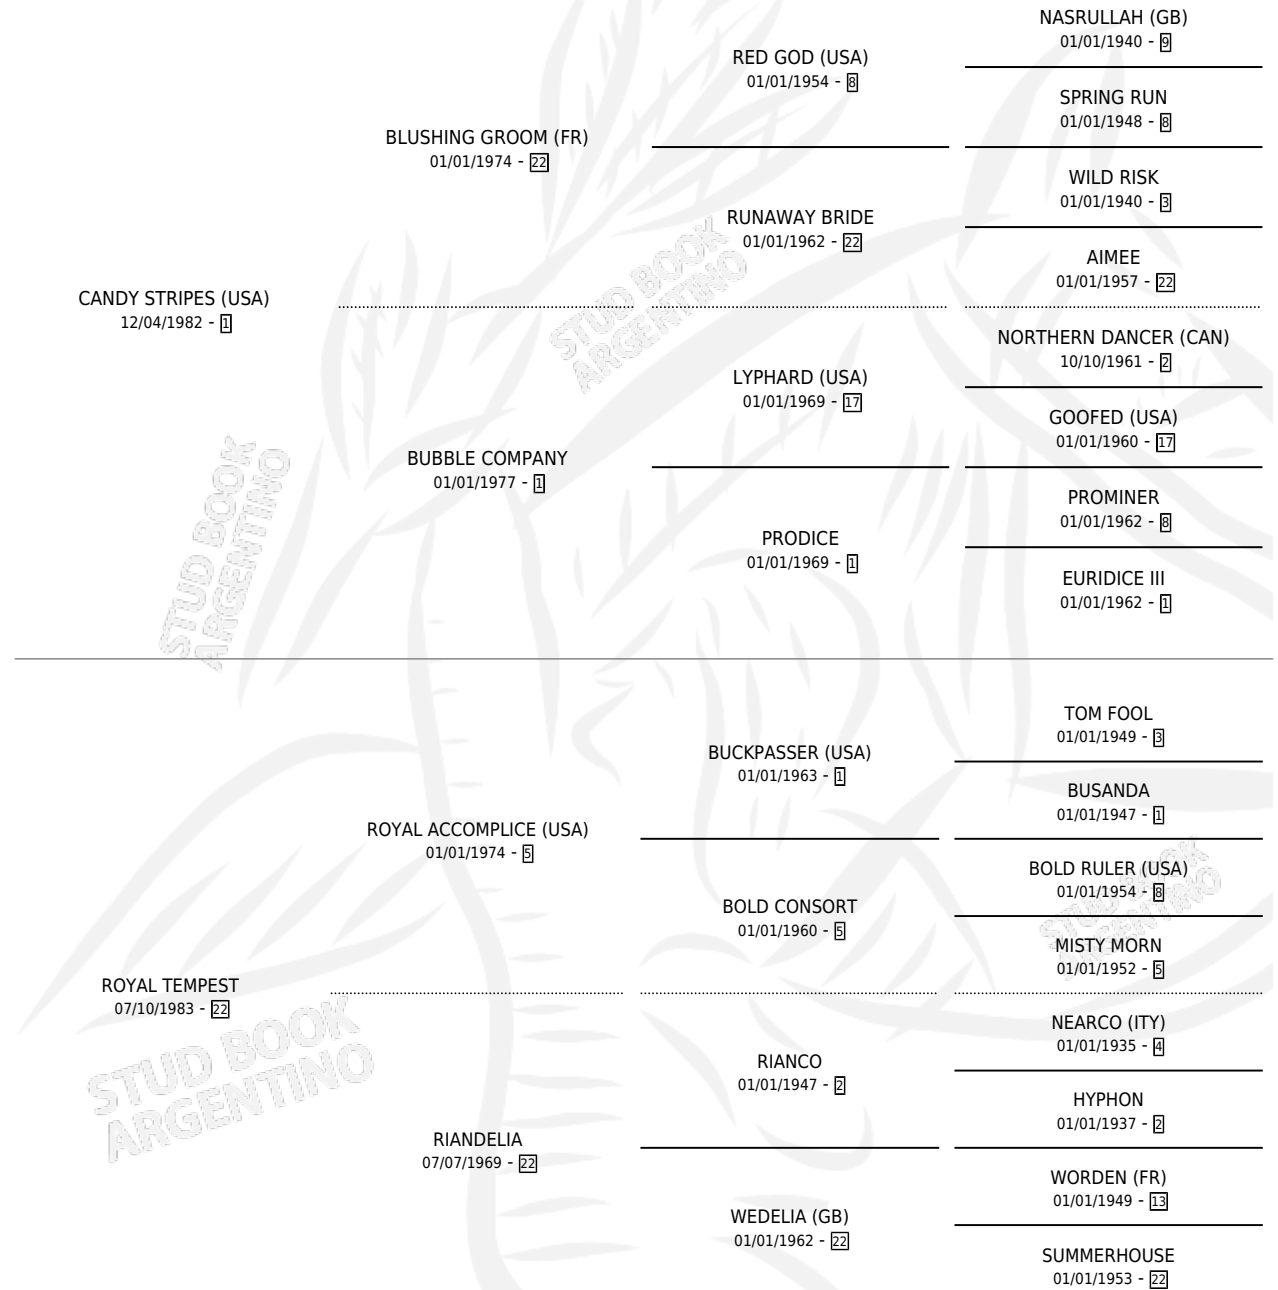 NASRULLAH (GB)
01/01/1940 - 9
RED GOD (USA)
01/01/1954 - 8
SPRING RUN
01/01/1948 - 8
BLUSHING GROOM (FR)
01/01/1974 - 22
WILD RISK
01/01/1940 - 3
RUNAWAY BRIDE
01/01/1962 - 22
AIMEE
01/01/1957 - 22
CANDY STRIPES (USA)
12/04/1982 - 1
NORTHERN DANCER (CAN)
10/10/1961 - 2
LYPHARD (USA)
01/01/1969 - 17
GOOFED (USA)
01/01/1960 - 17
BUBBLE COMPANY
01/01/1977 - 1
PROMINER
01/01/1962 - 8
PRODICE
01/01/1969 - 1
EURIDICE III
01/01/1962 - 1
TOM FOOL
01/01/1949 - 3
BUCKPASSER (USA)
01/01/1963 - 1
BUSANDA
01/01/1947 - 1
ROYAL ACCOMPLICE (USA)
01/01/1974 - 5
BOLD RULER (USA)
01/01/1954 - 8
BOLD CONSORT
01/01/1960 - 5
MISTY MORN
01/01/1952 - 5
ROYAL TEMPEST
07/10/1983 - 22
NEARCO (ITY)
01/01/1935 - 4
RIANCO
01/01/1947 - 2
HYPHON
01/01/1937 - 2
RIANDELIA
07/07/1969 - 22
WORDEN (FR)
01/01/1949 - 13
WEDELIA (GB)
01/01/1962 - 22
SUMMERHOUSE
01/01/1953 - 22
STUD BOOK
ARGENTINO
STUD BOOK
ARGENTINO
STUD BOOK
ARGENTINO
STUD BOOK
ARGENTINO